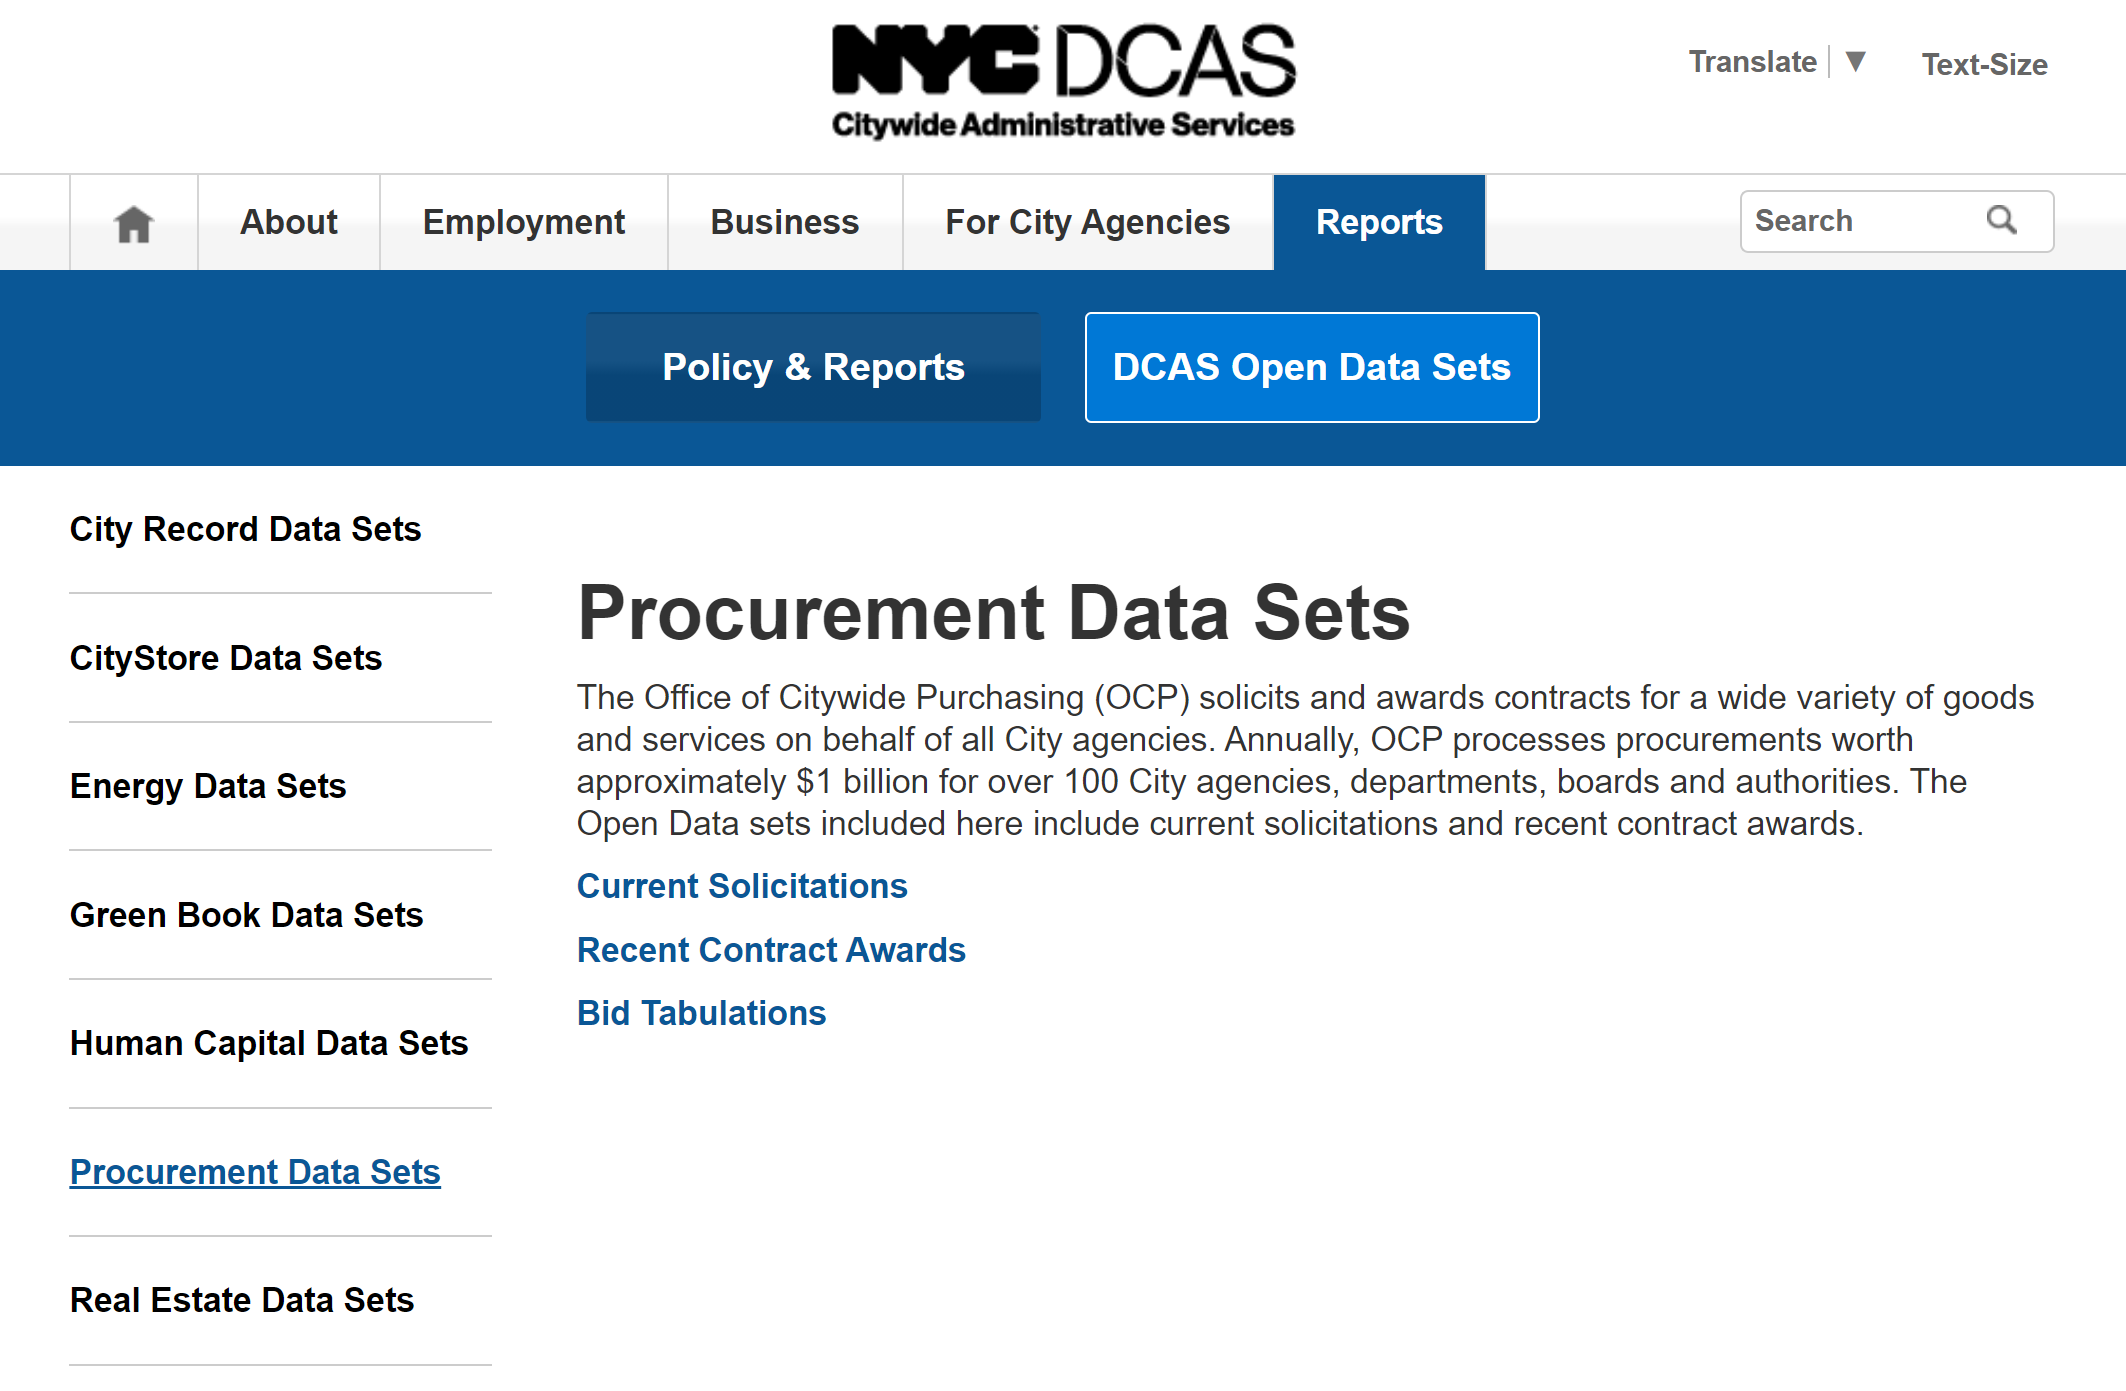 NYC DCAS
Citywide Administrative Services
Translate ▼
Text-Size
About
Employment
Business
For City Agencies
Reports
Search
Policy & Reports
DCAS Open Data Sets
City Record Data Sets
CityStore Data Sets
Energy Data Sets
Green Book Data Sets
Human Capital Data Sets
Procurement Data Sets
Real Estate Data Sets
Procurement Data Sets
The Office of Citywide Purchasing (OCP) solicits and awards contracts for a wide variety of goods
and services on behalf of all City agencies. Annually, OCP processes procurements worth
approximately $1 billion for over 100 City agencies, departments, boards and authorities. The
Open Data sets included here include current solicitations and recent contract awards.
Current Solicitations
Recent Contract Awards
Bid Tabulations